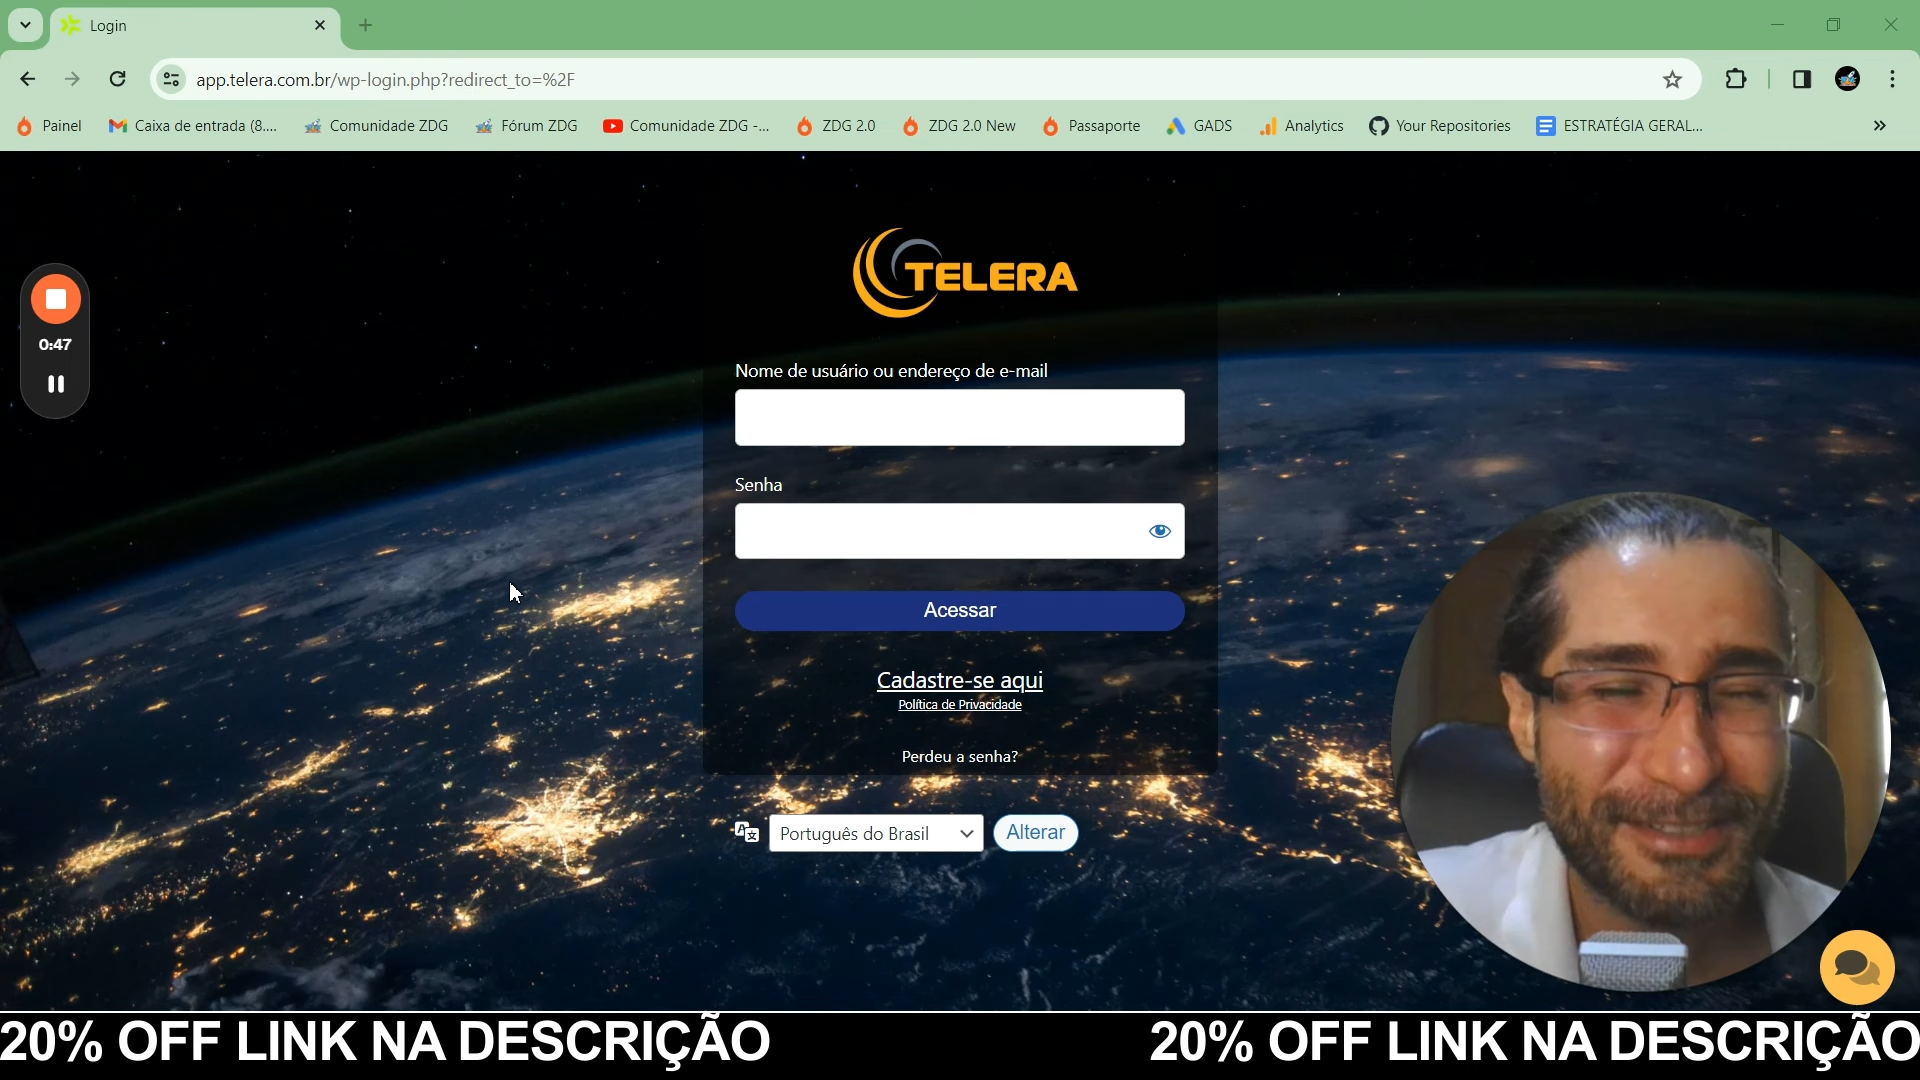 Login
app.telera.com.br/wp-login.php?redirect_to=%2F
Painel
Caixa de entrada (8....
Comunidade ZDG
Fórum ZDG
Comunidade ZDG -...
ZDG 2.0
ZDG 2.0 New
Passaporte
GADS
Analytics
Your Repositories
ESTRATÉGIA GERAL...
TELERA
0:47
Nome de usuário ou endereço de e-mail
Senha
Acessar
Cadastre-se aqui
Política de Privacidade
Perdeu a senha?
Português do Brasil
Alterar
20% OFF LINK NA DESCRIÇÃO
20% OFF LINK NA DESCRIÇÃO